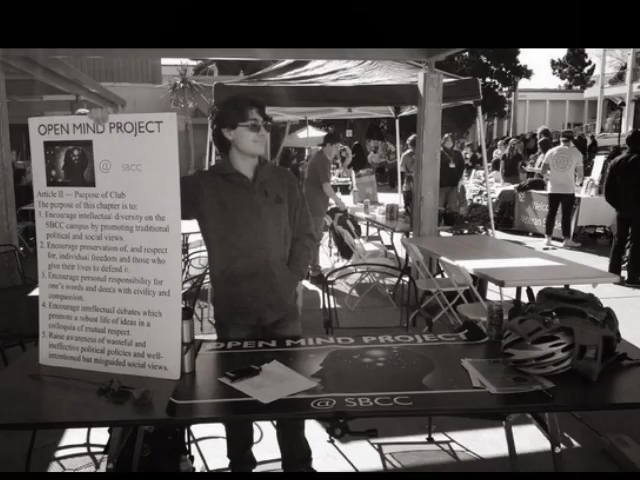 OPEN MIND PROJECT
@ SBCC
Article II — Purpose of Club
The purpose of this chapter is to:
1. Encourage intellectual diversity on the
SBCC campus by promoting traditional
political and social views.
2. Encourage preservation of, and respect
for, individual freedom and those who
give their lives to defend it.
3. Encourage personal responsibility for
one's words and deeds with civility and
compassion.
4. Encourage intellectual debates which
promote a robust life of ideas in a
colloquia of mutual respect.
5. Raise awareness of wasteful and
ineffective political policies and well-
intentioned but misguided social views.
OPEN MIND PROJECT
@ SBCC